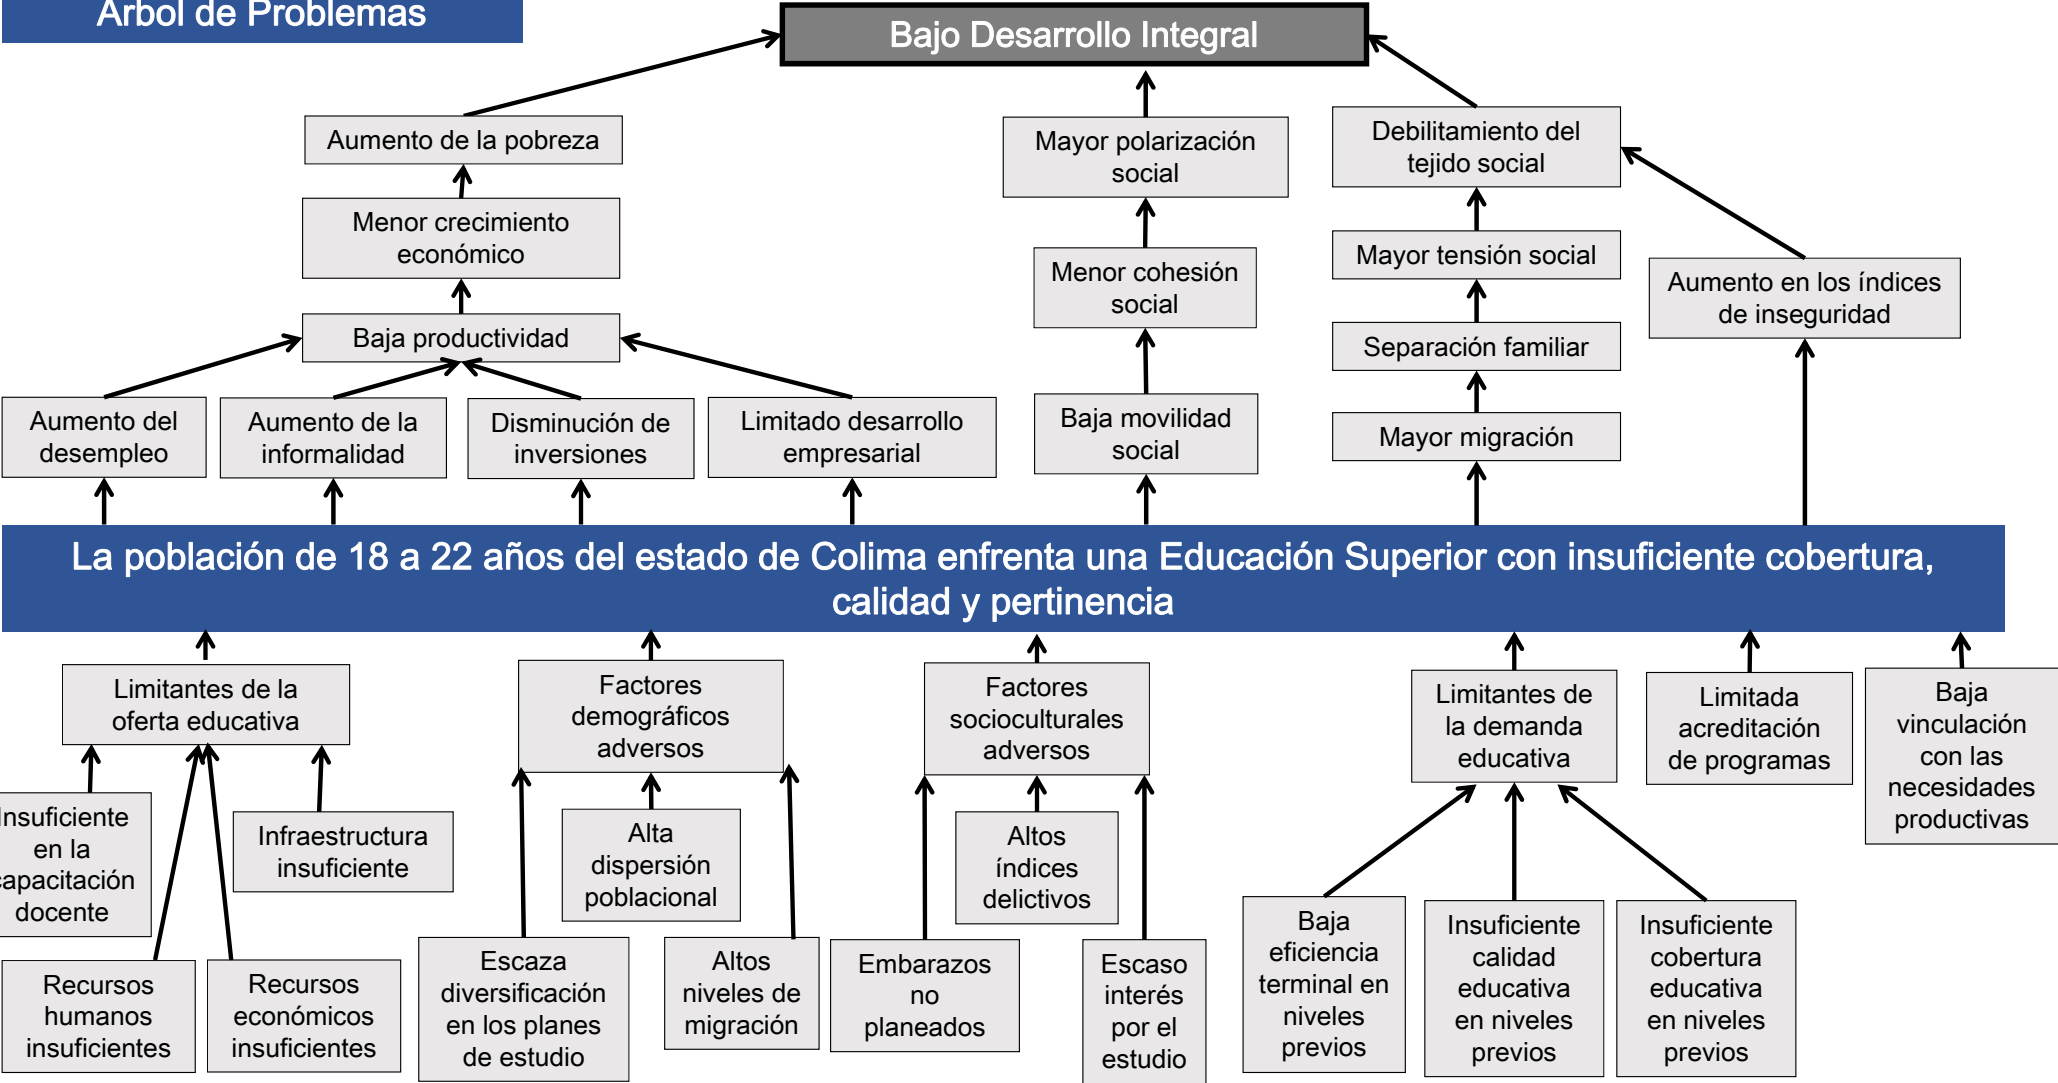 Árbol de Problemas
Bajo Desarrollo Integral
Aumento de la pobreza
Mayor polarización
social
Debilitamiento del
tejido social
Menor crecimiento
económico
Menor cohesión
social
Mayor tensión social
Aumento en los índices
de inseguridad
Baja productividad
Separación familiar
Aumento del
desempleo
Aumento de la
informalidad
Disminución de
inversiones
Limitado desarrollo
empresarial
Baja movilidad
social
Mayor migración
La población de 18 a 22 años del estado de Colima enfrenta una Educación Superior con insuficiente cobertura,
calidad y pertinencia
Limitantes de la
oferta educativa
Factores
demográficos
adversos
Factores
socioculturales
adversos
Limitantes de
la demanda
educativa
Limitada
acreditación
de programas
Baja
vinculación
con las
necesidades
productivas
Insuficiente
en la
capacitación
docente
Infraestructura
insuficiente
Alta
dispersión
poblacional
Altos
índices
delictivos
Recursos
humanos
insuficientes
Recursos
económicos
insuficientes
Escaza
diversificación
en los planes
de estudio
Altos
niveles de
migración
Embarazos
no
planeados
Escaso
interés
por el
estudio
Baja
eficiencia
terminal en
niveles
previos
Insuficiente
calidad
educativa
en niveles
previos
Insuficiente
cobertura
educativa
en niveles
previos